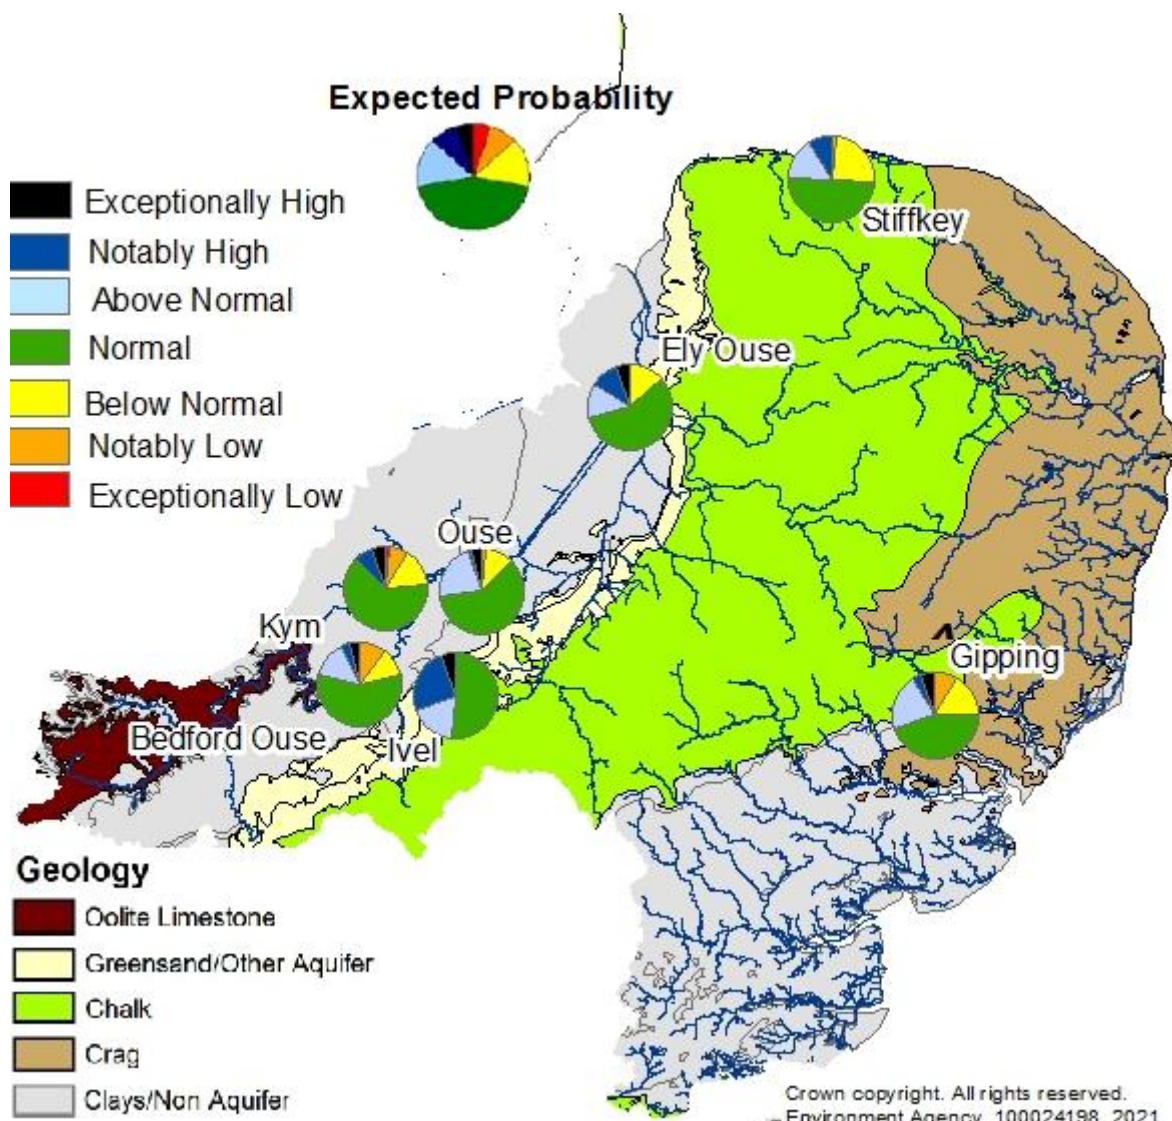 Expected Probability
Exceptionally High
Notably High
Above Normal
Normal
Below Normal
Notably Low
Exceptionally Low
Stiffkey
Ely Ouse
Ouse
Kym
Gipping
Bedford Ouse
Ivel
Geology
Oolite Limestone
Greensand/Other Aquifer
Chalk
Crag
Clays/Non Aquifer
Crown copyright. All rights reserved.
Environment Agency, 100024198, 2021